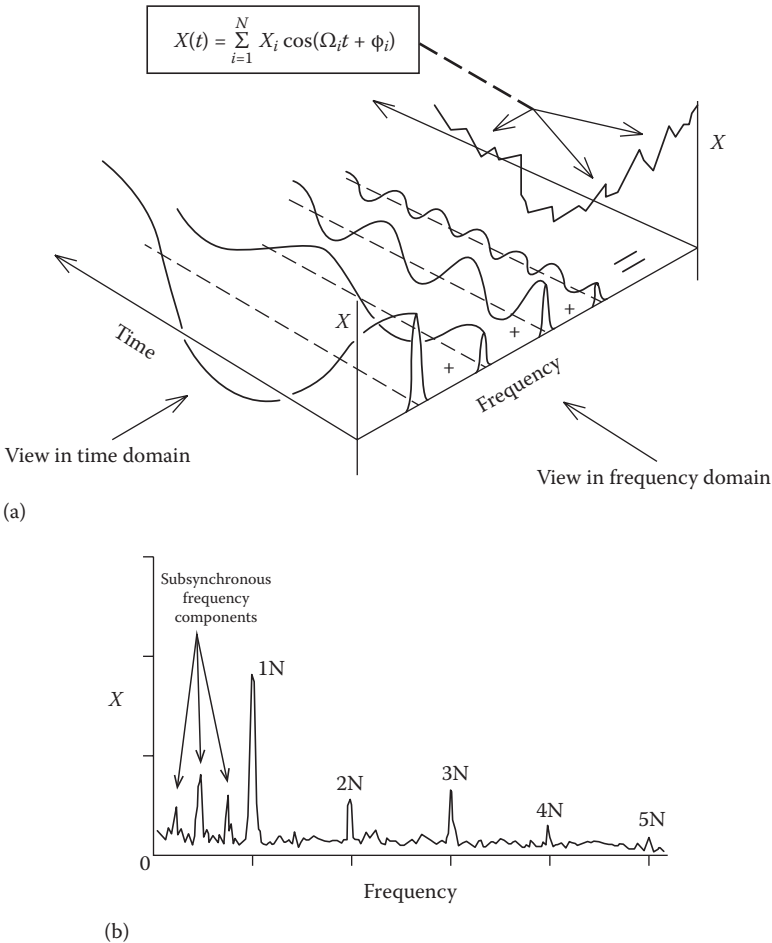 X(t) = Σ_{i=1}^{N} X_i cos(Ω_i t + ϕ_i)
X
X
Time
+
+
+
=
Frequency
View in time domain
View in frequency domain
(a)
Subsynchronous
frequency
components
1N
X
2N
3N
4N
5N
0
Frequency
(b)